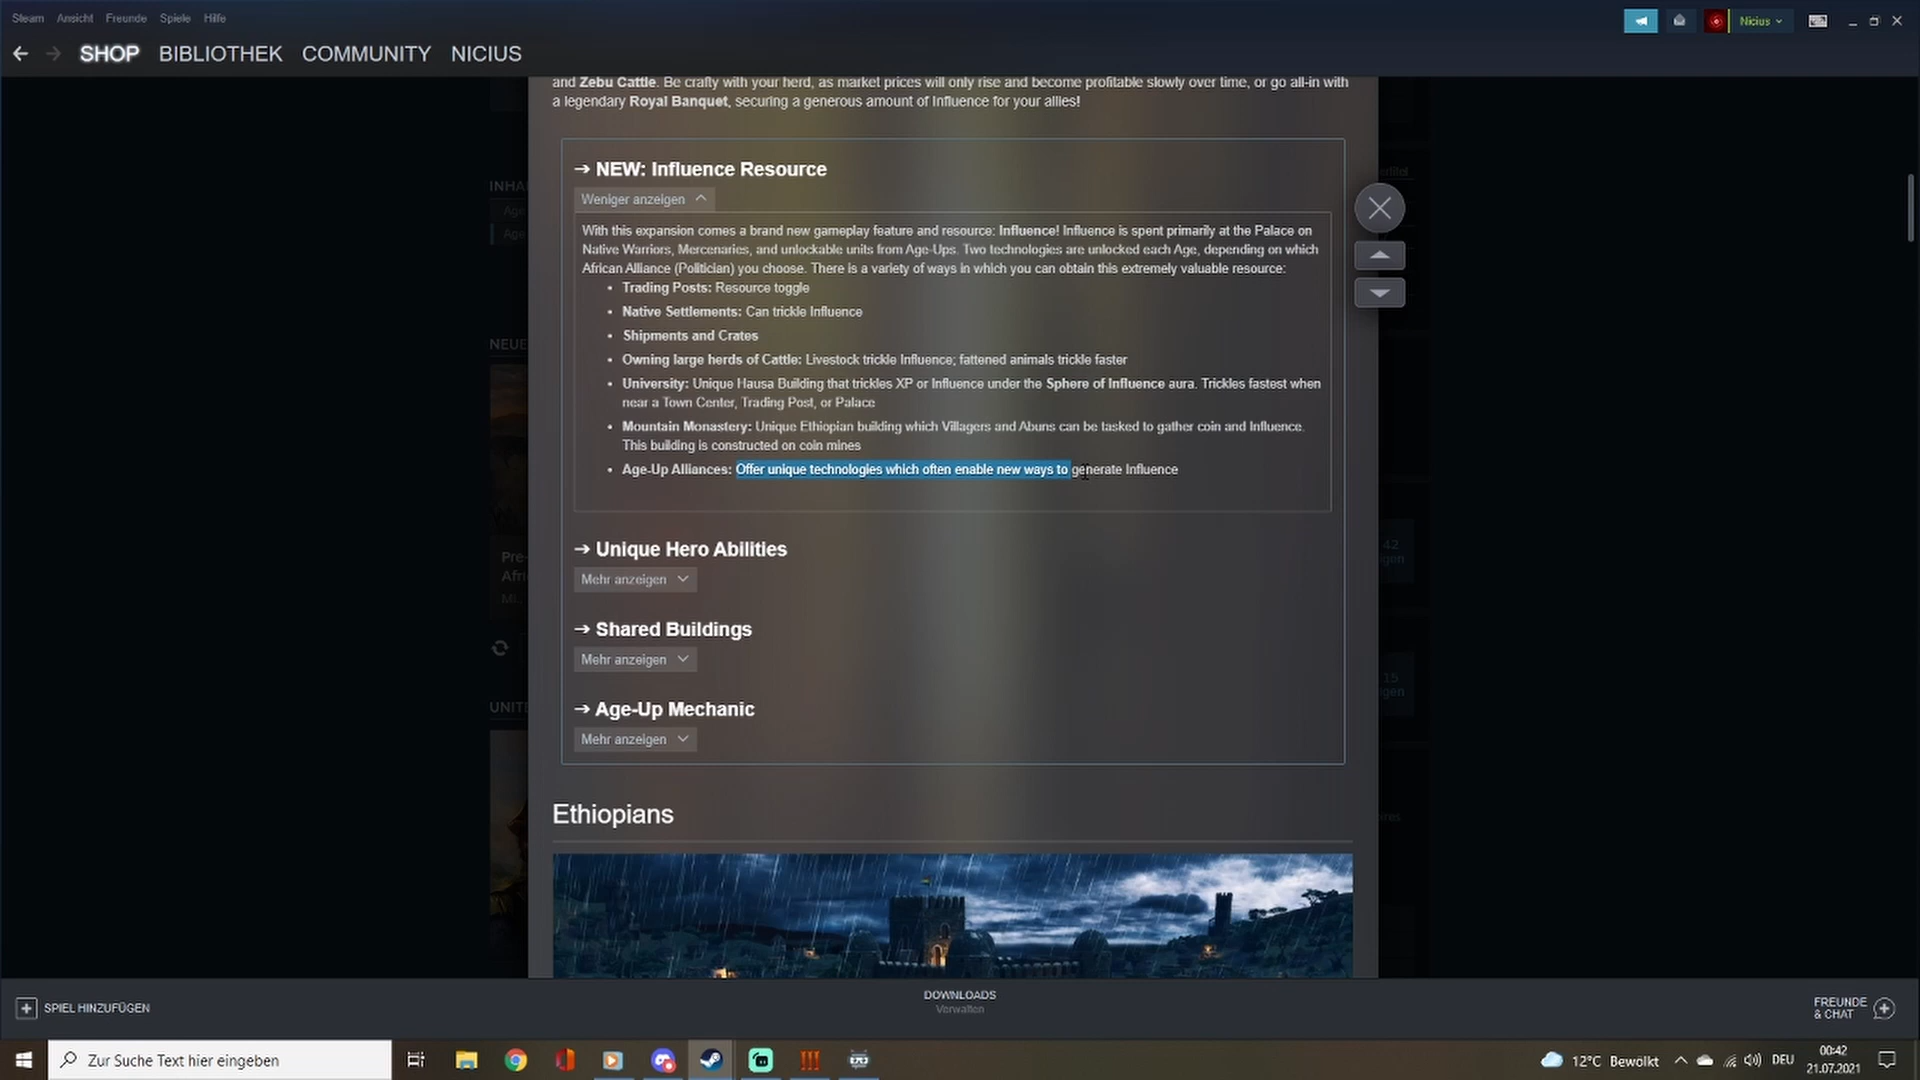 Steam Ansicht Freunde Spiele Hilfe
Nicius
SHOP BIBLIOTHEK COMMUNITY NICIUS
and Zebu Cattle. Be crafty with your herd, as market prices will only rise and become profitable slowly over time, or go all-in with
a legendary Royal Banquet, securing a generous amount of Influence for your allies!
→ NEW: Influence Resource
Weniger anzeigen
With this expansion comes a brand new gameplay feature and resource: Influence! Influence is spent primarily at the Palace on
Native Warriors, Mercenaries, and unlockable units from Age-Ups. Two technologies are unlocked each Age, depending on which
African Alliance (Politician) you choose. There is a variety of ways in which you can obtain this extremely valuable resource:
• Trading Posts: Resource toggle
• Native Settlements: Can trickle Influence
• Shipments and Crates
• Owning large herds of Cattle: Livestock trickle Influence; fattened animals trickle faster
• University: Unique Hausa Building that trickles XP or Influence under the Sphere of Influence aura. Trickles fastest when
near a Town Center, Trading Post, or Palace
• Mountain Monastery: Unique Ethiopian building which Villagers and Abuns can be tasked to gather coin and Influence.
This building is constructed on coin mines
• Age-Up Alliances: Offer unique technologies which often enable new ways to generate Influence
→ Unique Hero Abilities
Mehr anzeigen
→ Shared Buildings
Mehr anzeigen
→ Age-Up Mechanic
Mehr anzeigen
Ethiopians
INHA
Age
Age
NEUE
Pre-
Afri
UNITE
42
15
SPIEL HINZUFÜGEN
DOWNLOADS
Verwalten
FREUNDE
& CHAT
Zur Suche Text hier eingeben
12°C Bewölkt
DEU
00:42
21.07.2021